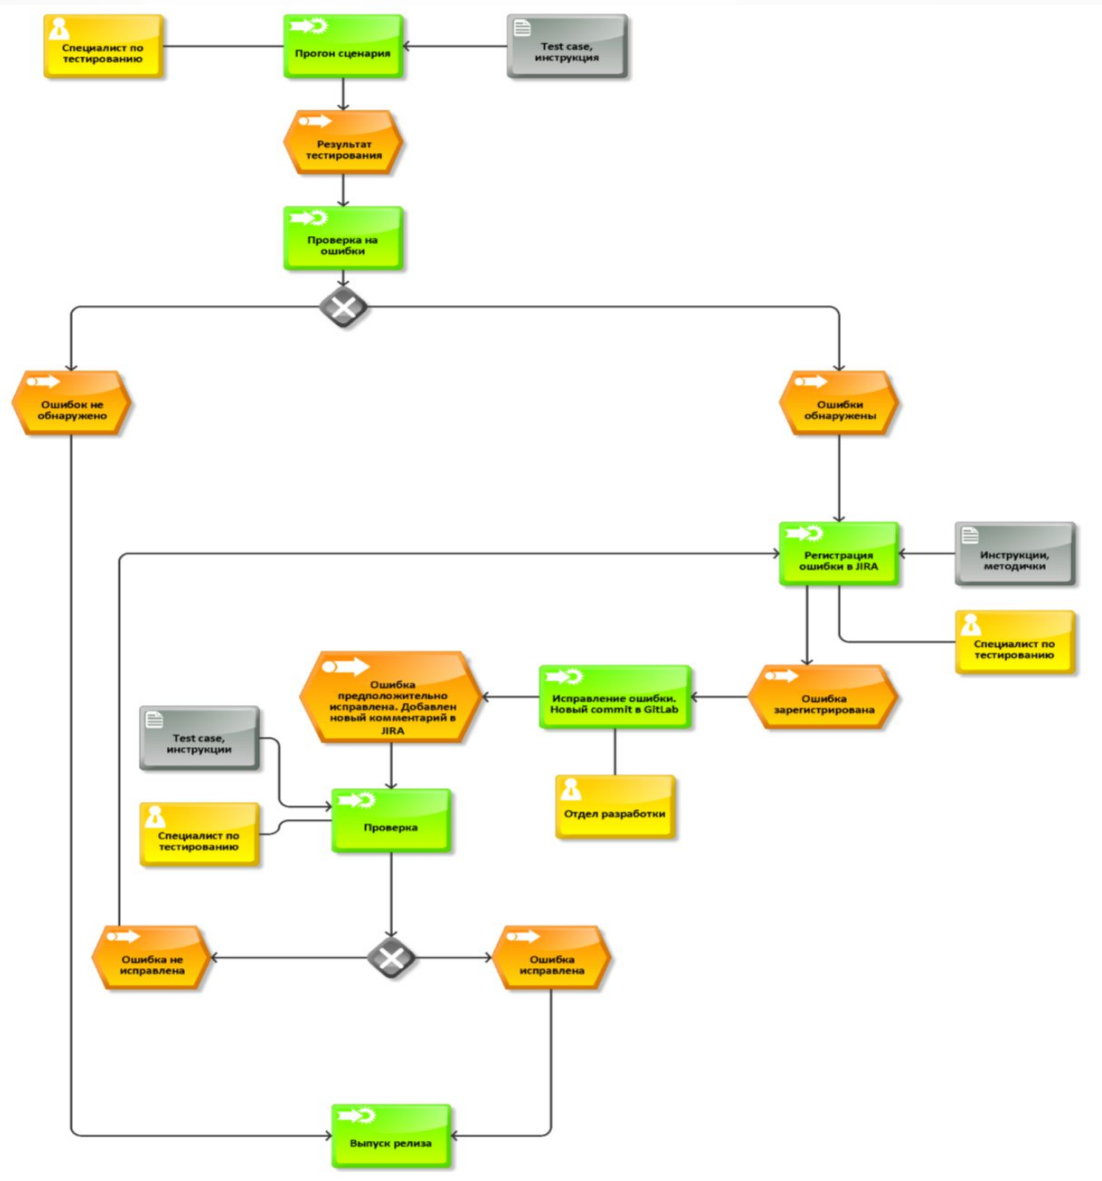 Специалист по
тестированию
Прогон сценария
Test case,
инструкция
Результат
тестирования
Проверка на
ошибки
Ошибок не
обнаружено
Ошибки
обнаружены
Регистрация
ошибки в JIRA
Инструкции,
методички
Специалист по
тестированию
Ошибка
предположительно
исправлена. Добавлен
новый комментарий в
JIRA
Исправление ошибки.
Новый commit в GitLab
Ошибка
зарегистрирована
Test case,
инструкции
Отдел разработки
Специалист по
тестированию
Проверка
Ошибка не
исправлена
Ошибка
исправлена
Выпуск релиза